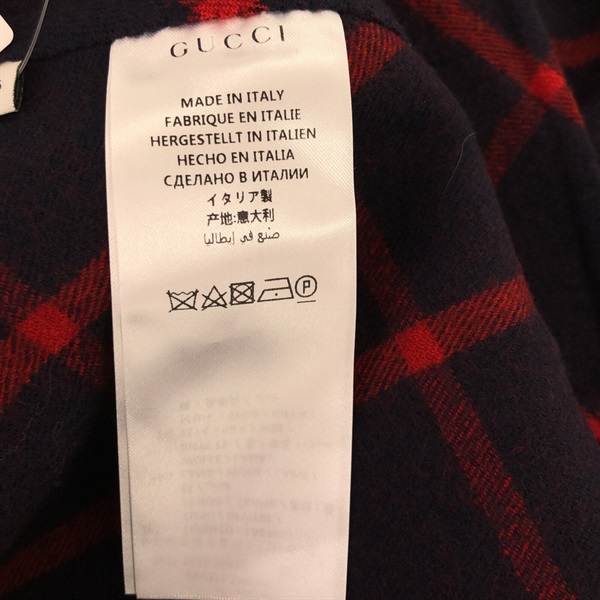 GUCCI
MADE IN ITALY
FABRIQUE EN ITALIE
HERGESTELLT IN ITALIEN
HECHO EN ITALIA
СДЕЛАНО В ИТАЛИИ
イタリア製
产地:意大利
صنع في إيطاليا
P